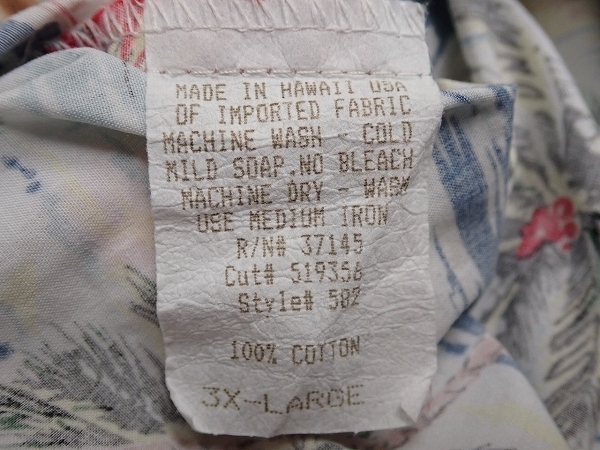 MADE IN HAWAII USA
OF IMPORTED FABRIC
MACHINE WASH - COLD
MILD SOAP.NO BLEACH
MACHINE DRY - WARM
USE MEDIUM IRON
R/N# 37145
Cut# 519356
Style# 582
100% COTTON
3X-LARGE